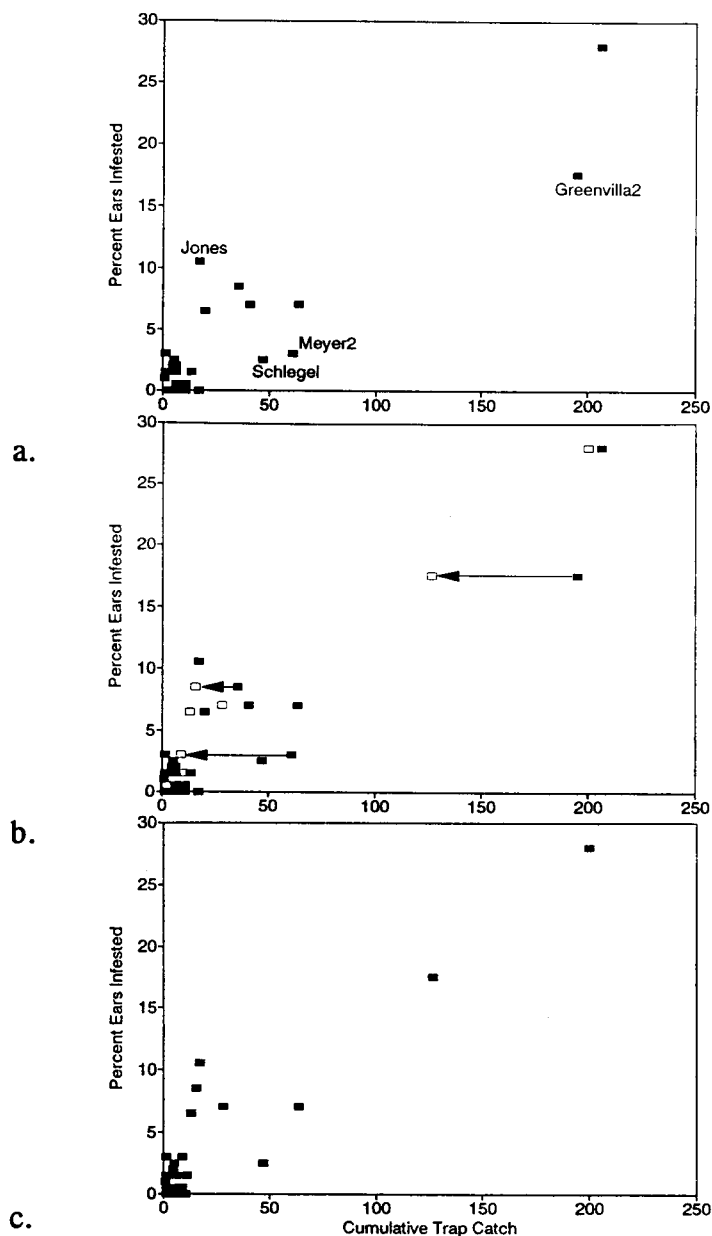 30
25
20
15
10
5
0
Percent Ears Infested
Greenvilla2
Jones
Meyer2
Schlegel
0 50 100 150 200 250
a.
30
25
20
15
10
5
0
Percent Ears Infested
0 50 100 150 200 250
b.
30
25
20
15
10
5
0
Percent Ears Infested
0 50 100 150 200 250
Cumulative Trap Catch
c.